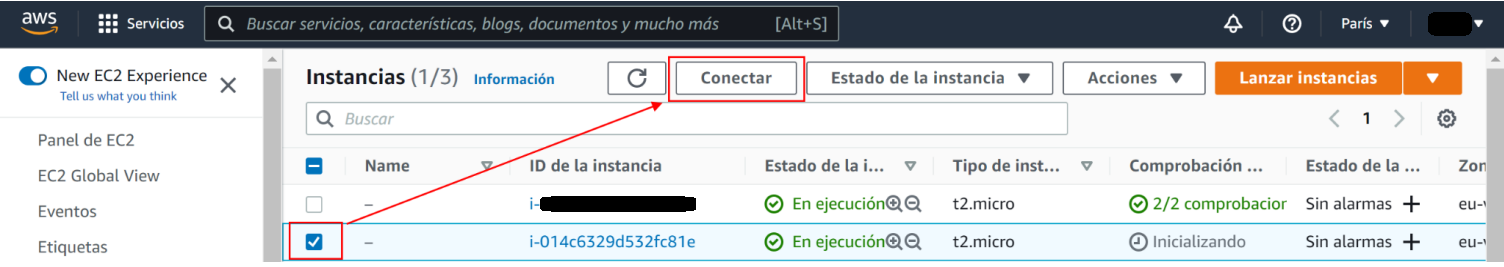 aws
Servicios
Buscar servicios, características, blogs, documentos y mucho más [Alt+S]
París
New EC2 Experience
Tell us what you think
Panel de EC2
EC2 Global View
Eventos
Etiquetas
Instancias (1/3) Información
Conectar
Estado de la instancia
Acciones
Lanzar instancias
Buscar
1
Name ID de la instancia Estado de la i... Tipo de inst... Comprobación ... Estado de la ... Zon
– i- En ejecución t2.micro 2/2 comprobacior Sin alarmas + eu-
– i-014c6329d532fc81e En ejecución t2.micro Inicializando Sin alarmas + eu-